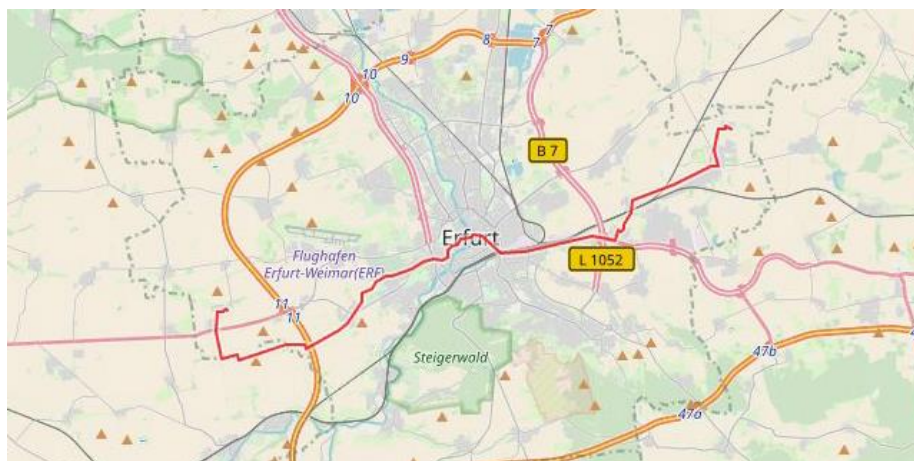 7
8
7
9
10
10
B 7
Erfurt
L 1052
Flughafen
Erfurt-Weimar(ERF)
11
11
Steigerwald
47b
47a